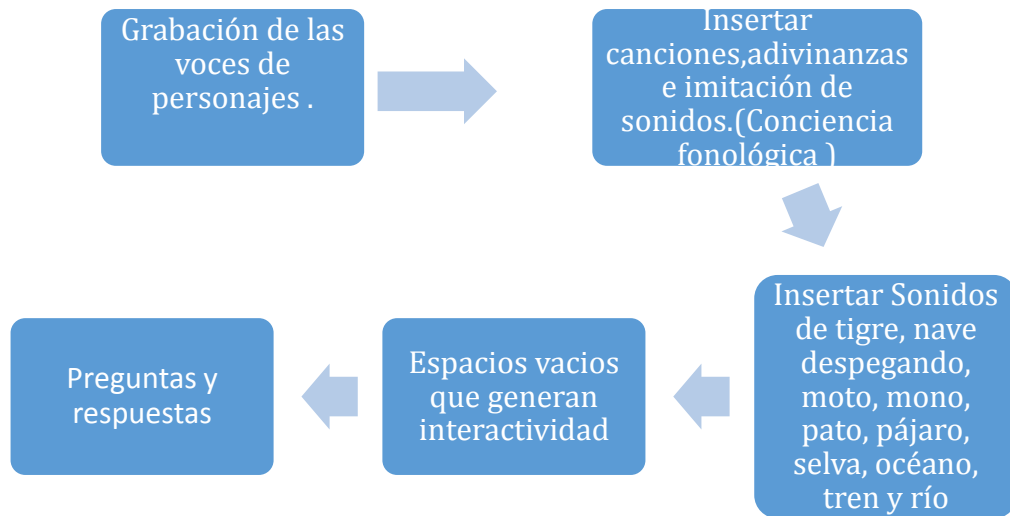 Grabación de las
voces de
personajes .
Insertar
canciones,adivinanzas
e imitación de
sonidos.(Conciencia
fonológica )
Insertar Sonidos
de tigre, nave
despegando,
moto, mono,
pato, pájaro,
selva, océano,
tren y río
Espacios vacios
que generan
interactividad
Preguntas y
respuestas